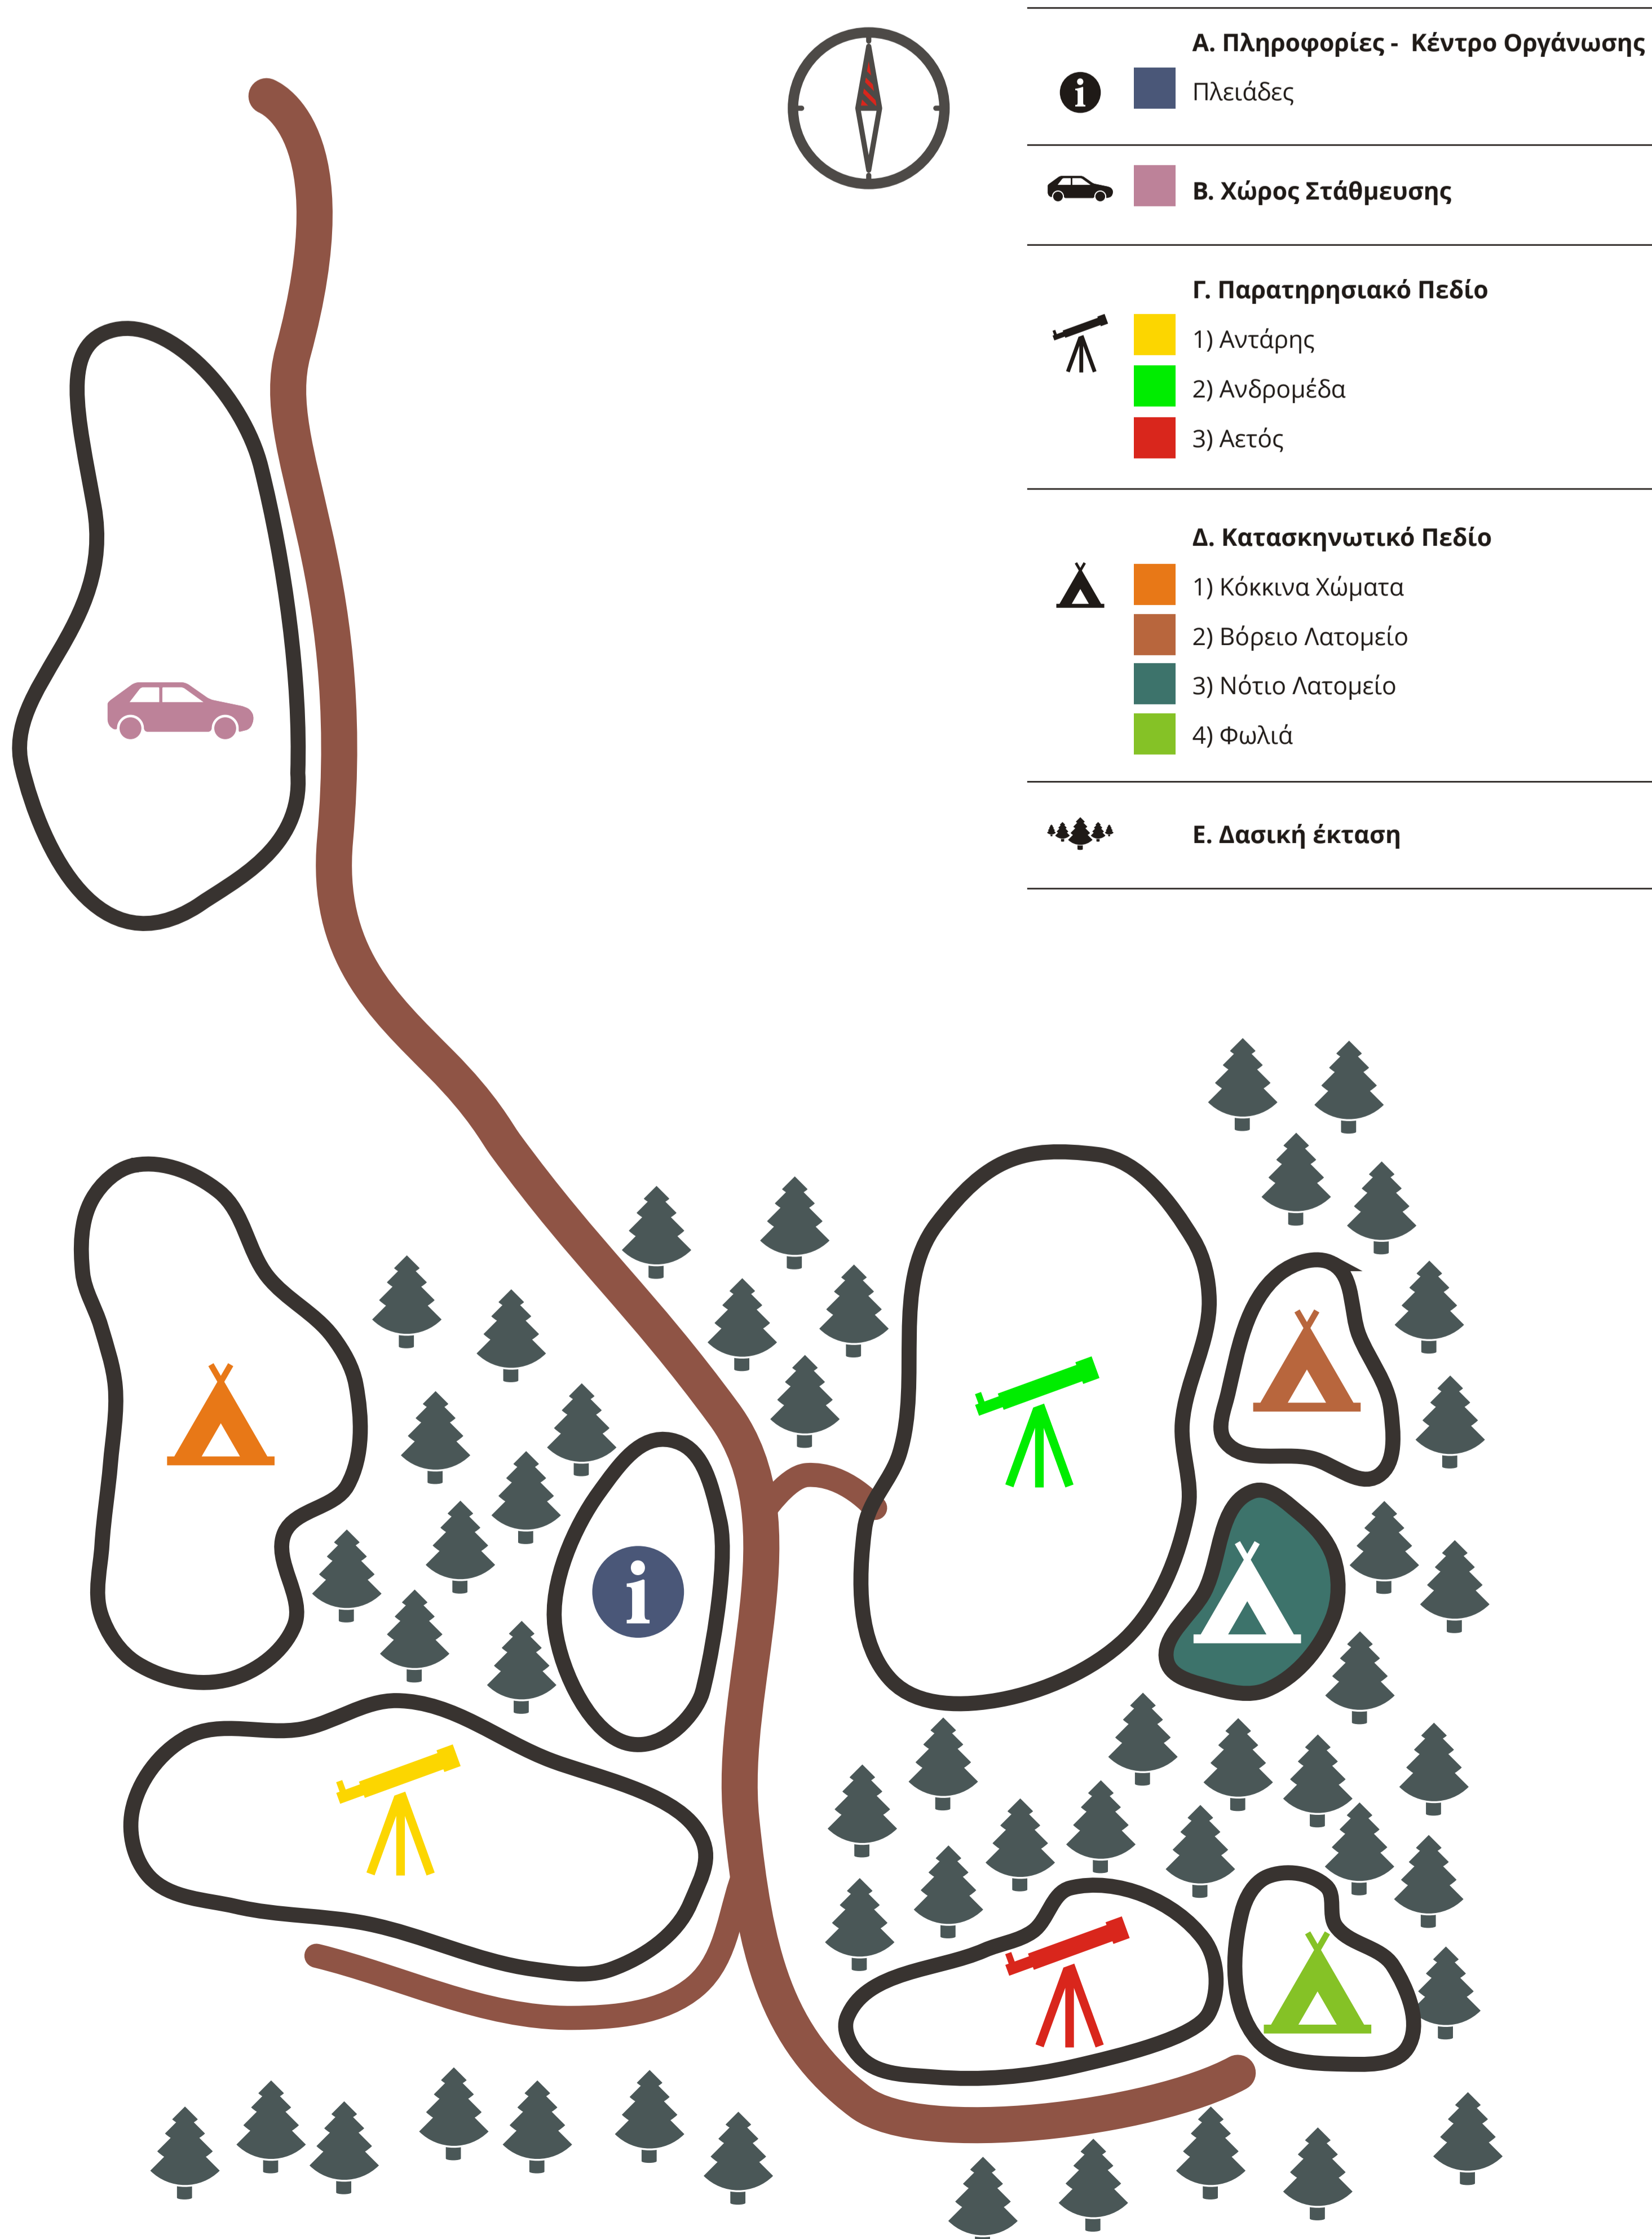 Α. Πληροφορίες - Κέντρο Οργάνωσης
Πλειάδες
Β. Χώρος Στάθμευσης
Γ. Παρατηρησιακό Πεδίο
1) Αντάρης
2) Ανδρομέδα
3) Αετός
Δ. Κατασκηνωτικό Πεδίο
1) Κόκκινα Χώματα
2) Βόρειο Λατομείο
3) Νότιο Λατομείο
4) Φωλιά
Ε. Δασική έκταση